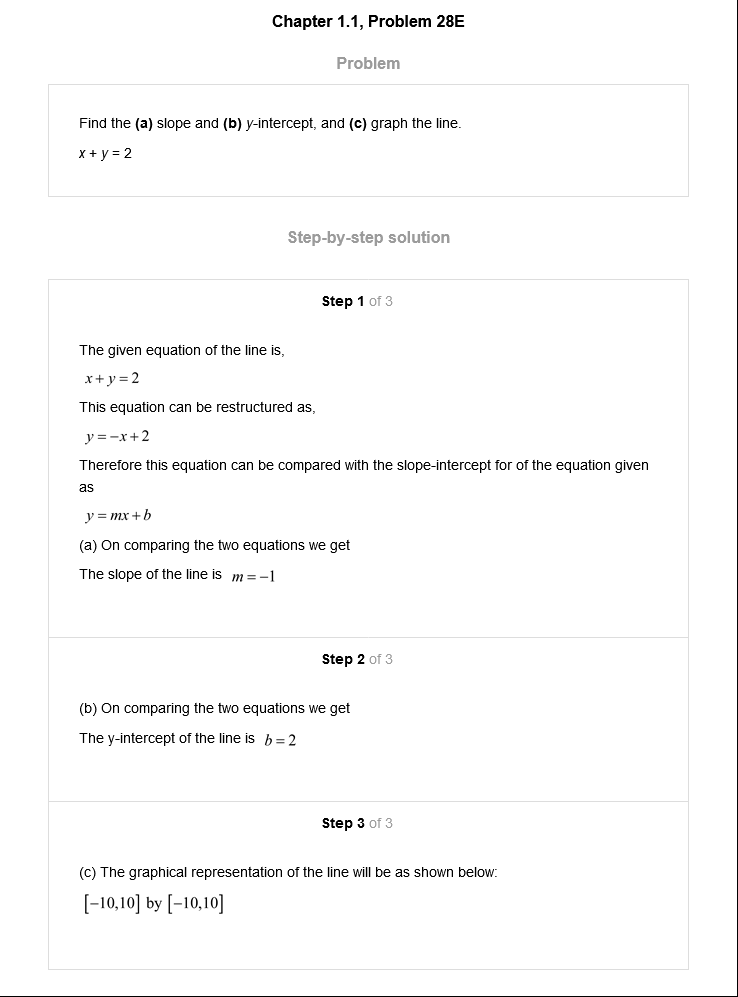 Chapter 1.1, Problem 28E
Problem
Find the (a) slope and (b) y-intercept, and (c) graph the line.
x + y = 2
Step-by-step solution
Step 1 of 3
The given equation of the line is,
x + y = 2
This equation can be restructured as,
y = −x + 2
Therefore this equation can be compared with the slope-intercept for of the equation given
as
y = mx + b
(a) On comparing the two equations we get
The slope of the line is m = −1
Step 2 of 3
(b) On comparing the two equations we get
The y-intercept of the line is b = 2
Step 3 of 3
(c) The graphical representation of the line will be as shown below:
[−10,10] by [−10,10]